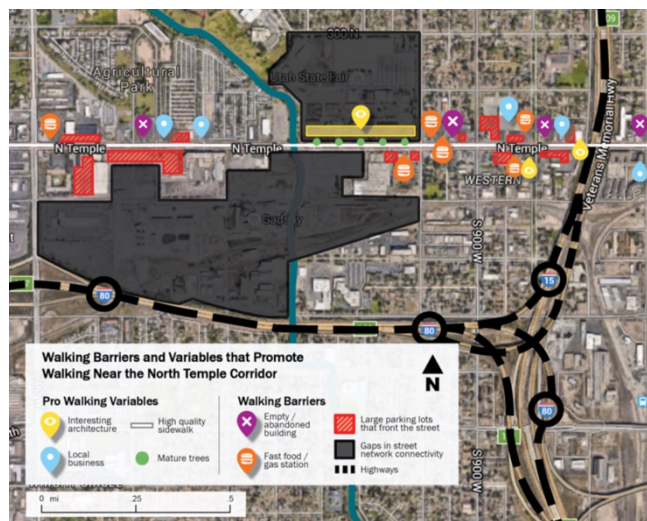 300 N
09
Agricultural
Park
Utah State Fair
N Temple
N Temple
N Temple
WESTERN
Veterans Memorial Hwy
Gadsby
S 900 W
15
80
80
80
Walking Barriers and Variables that Promote
Walking Near the North Temple Corridor
N
Pro Walking Variables
Interesting
architecture
High quality
sidewalk
Local
business
Mature trees
Walking Barriers
Empty /
abandoned
building
Large parking lots
that front the street
Fast food /
gas station
Gaps in street
network connectivity
Highways
S 900 W
0 mi .25 .5